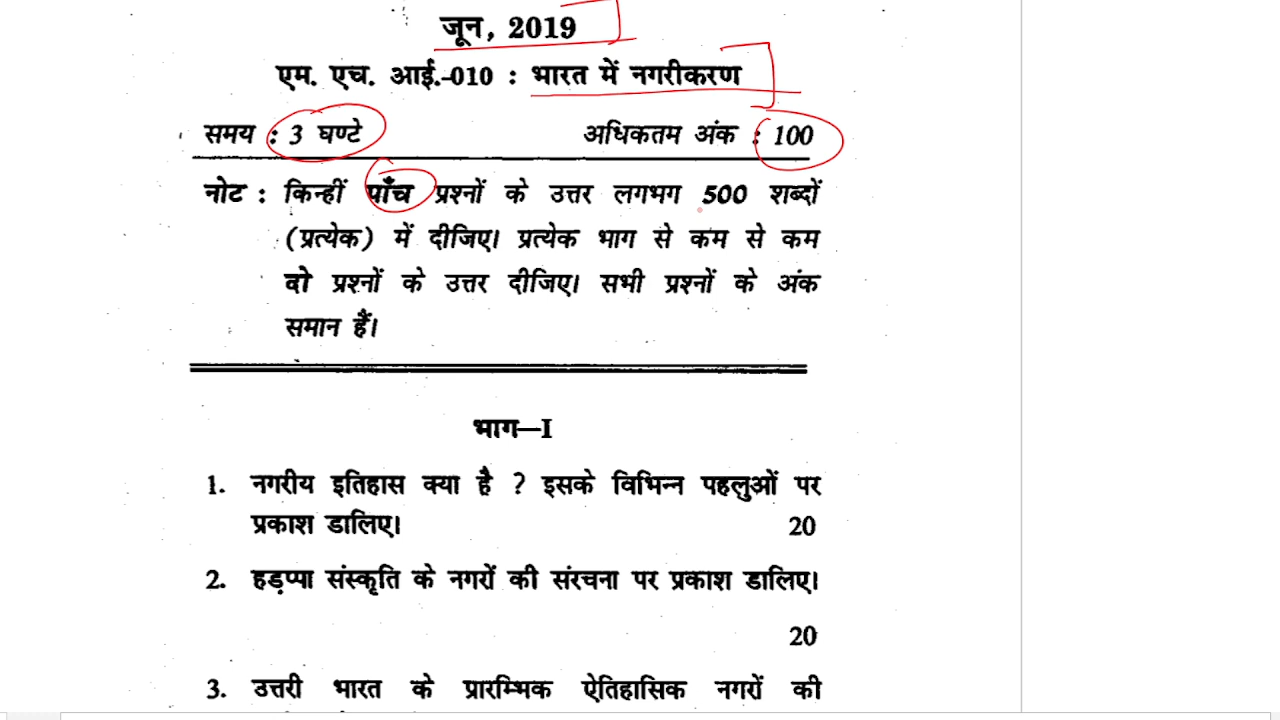 जून, 2019
एम. एच. आई.-010 : भारत में नगरीकरण
समय : 3 घण्टे अधिकतम अंक : 100
नोट : किन्हीं पाँच प्रश्नों के उत्तर लगभग 500 शब्दों
(प्रत्येक) में दीजिए। प्रत्येक भाग से कम से कम
दो प्रश्नों के उत्तर दीजिए। सभी प्रश्नों के अंक
समान हैं।
भाग—I
1. नगरीय इतिहास क्या है ? इसके विभिन्न पहलुओं पर
प्रकाश डालिए। 20
2. हड़प्पा संस्कृति के नगरों की संरचना पर प्रकाश डालिए।
20
3. उत्तरी भारत के प्रारम्भिक ऐतिहासिक नगरों की